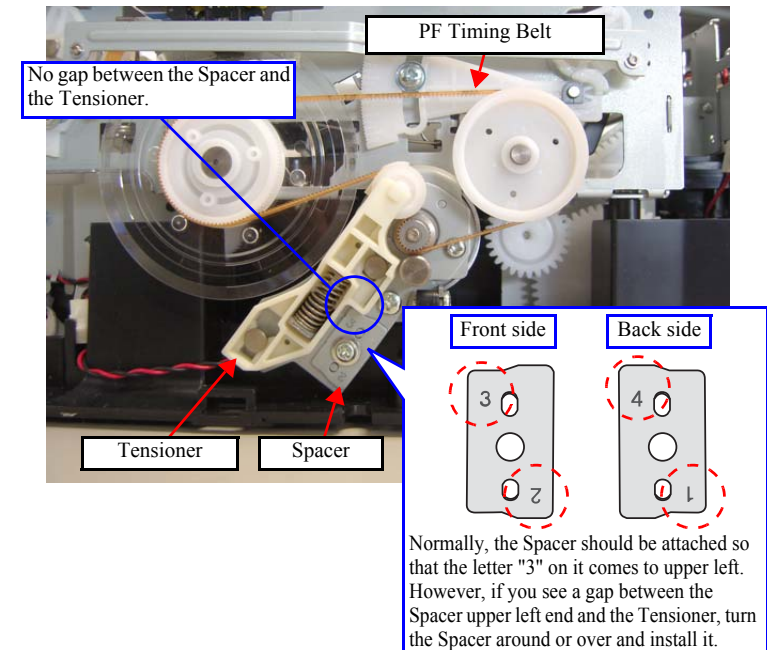 PF Timing Belt
No gap between the Spacer and
the Tensioner.
Front side
Back side
3
2
4
1
Tensioner
Spacer
Normally, the Spacer should be attached so
that the letter "3" on it comes to upper left.
However, if you see a gap between the
Spacer upper left end and the Tensioner, turn
the Spacer around or over and install it.